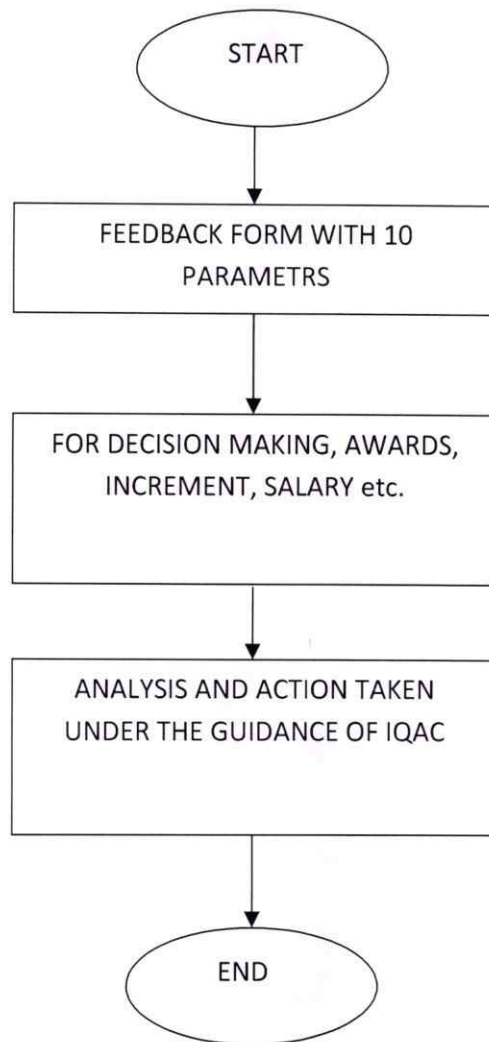 START
FEEDBACK FORM WITH 10
PARAMETRS
FOR DECISION MAKING, AWARDS,
INCREMENT, SALARY etc.
ANALYSIS AND ACTION TAKEN
UNDER THE GUIDANCE OF IQAC
END